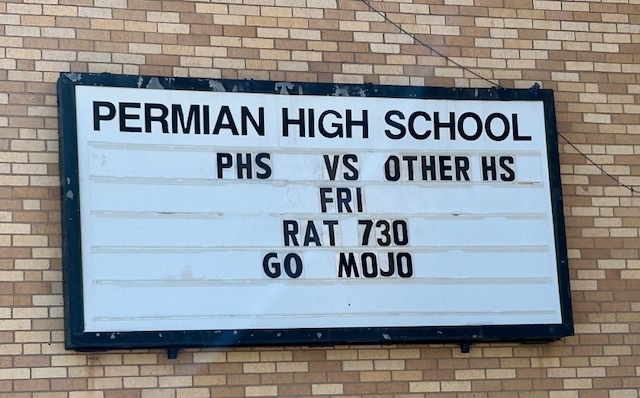 PERMIAN HIGH SCHOOL
PHS VS OTHER HS
FRI
RAT 730
GO MOJO